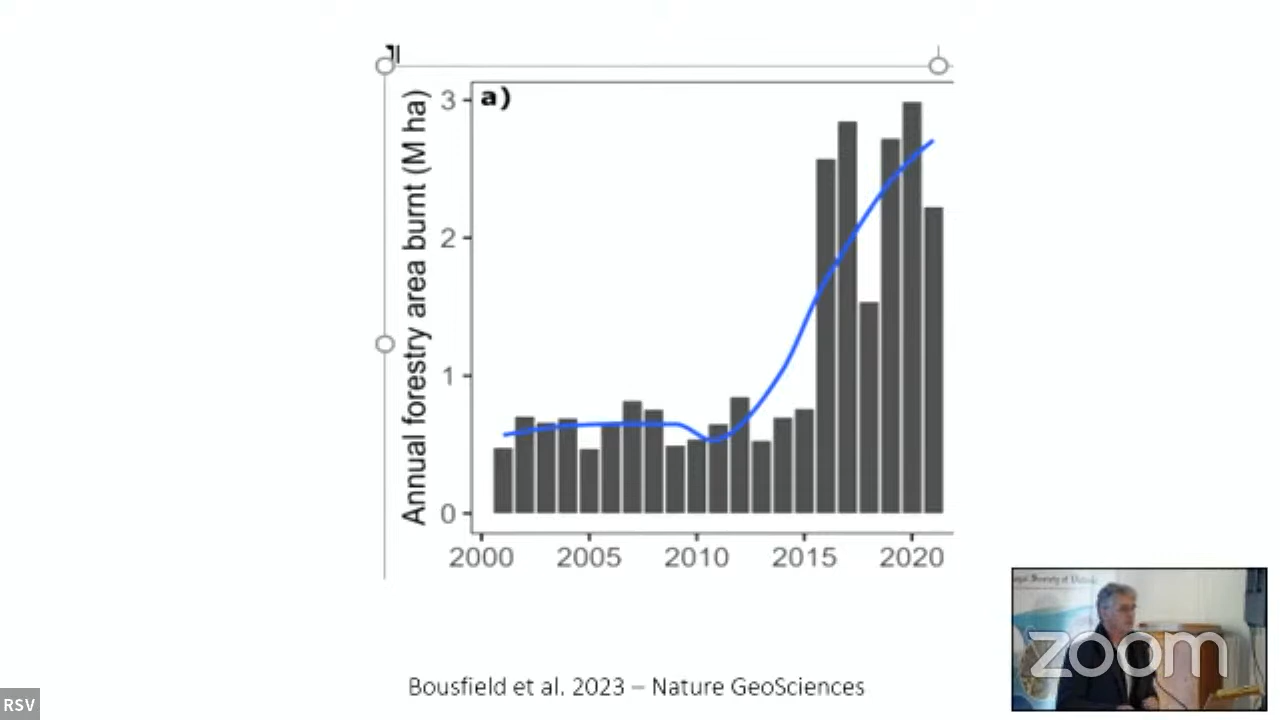 a)
Annual forestry area burnt (M ha)
3
2
1
0
2000 2005 2010 2015 2020
Bousfield et al. 2023 – Nature GeoSciences
zoom
RSV